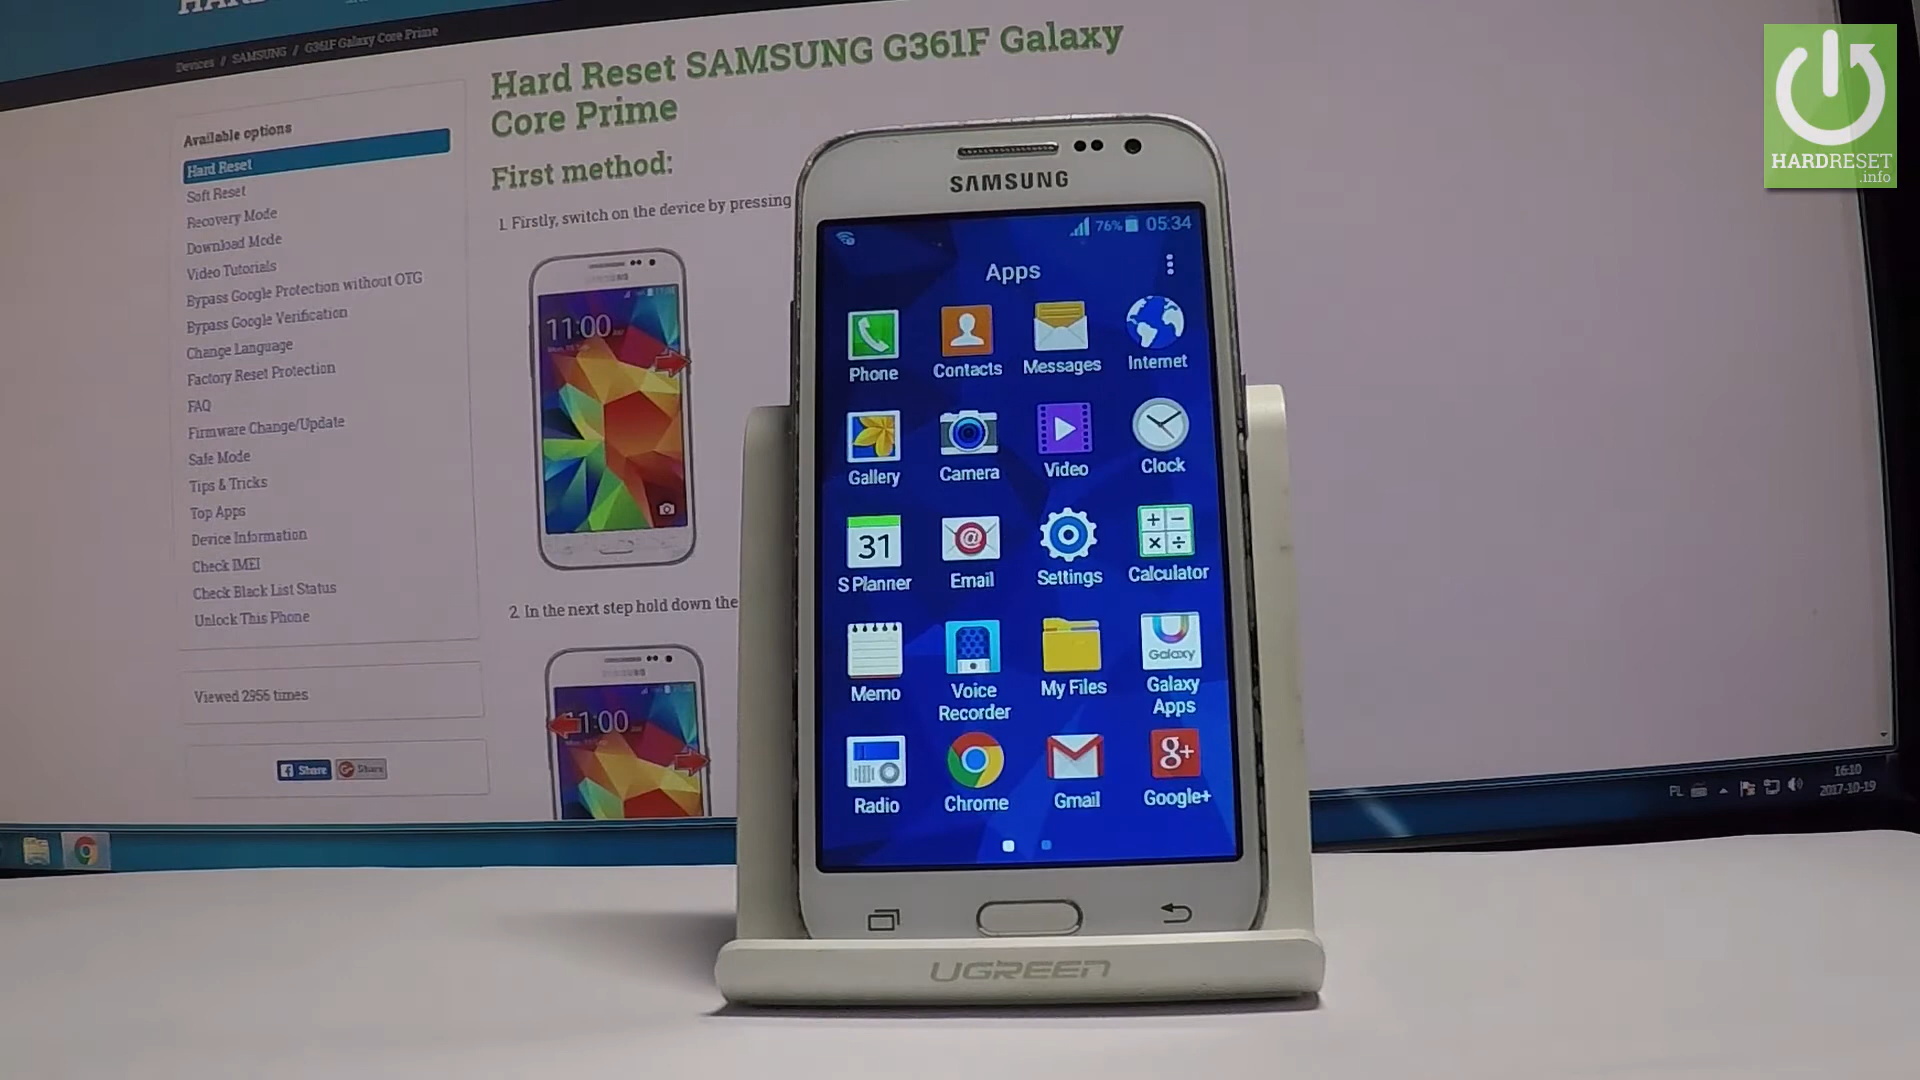 Devices / SAMSUNG / G361F Galaxy Core Prime
Available options
Hard Reset
Soft Reset
Recovery Mode
Download Mode
Video Tutorials
Bypass Google Protection without OTG
Bypass Google Verification
Change Language
Factory Reset Protection
FAQ
Firmware Change/Update
Safe Mode
Tips & Tricks
Top Apps
Device Information
Check IMEI
Check Black List Status
Unlock This Phone
Viewed 2956 times
Share
Share
Hard Reset SAMSUNG G361F Galaxy
Core Prime
First method:
1. Firstly, switch on the device by pressing
11:00
2. In the next step hold down the
11:00
SAMSUNG
76% 05:34
Apps
Phone Contacts Messages Internet
Gallery Camera Video Clock
31
S Planner Email Settings Calculator
Galaxy
Memo Voice Recorder My Files Galaxy Apps
g+
Radio Chrome Gmail Google+
UGREEN
PL
16:10
2017-10-19
HARDRESET
.info